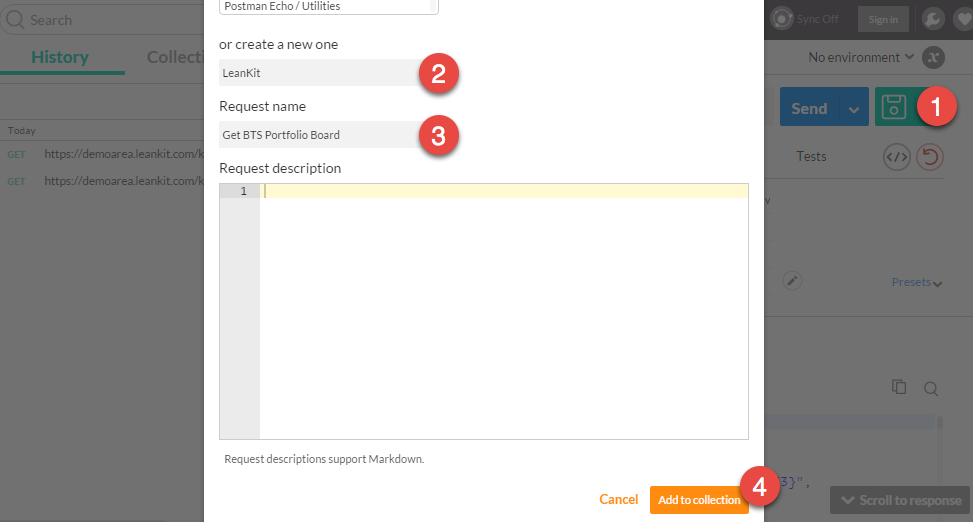 Postman Echo / Utilities
Search
Sync Off
Sign in
or create a new one
History
Collecti
No environment
x
LeanKit
2
Request name
Send
1
Today
Get BTS Portfolio Board
3
GET
https://demoarea.leankit.com/k
Tests
</>
Request description
GET
https://demoarea.leankit.com/k
1
Presets
Request descriptions support Markdown.
3}",
4
Cancel
Add to collection
Scroll to response